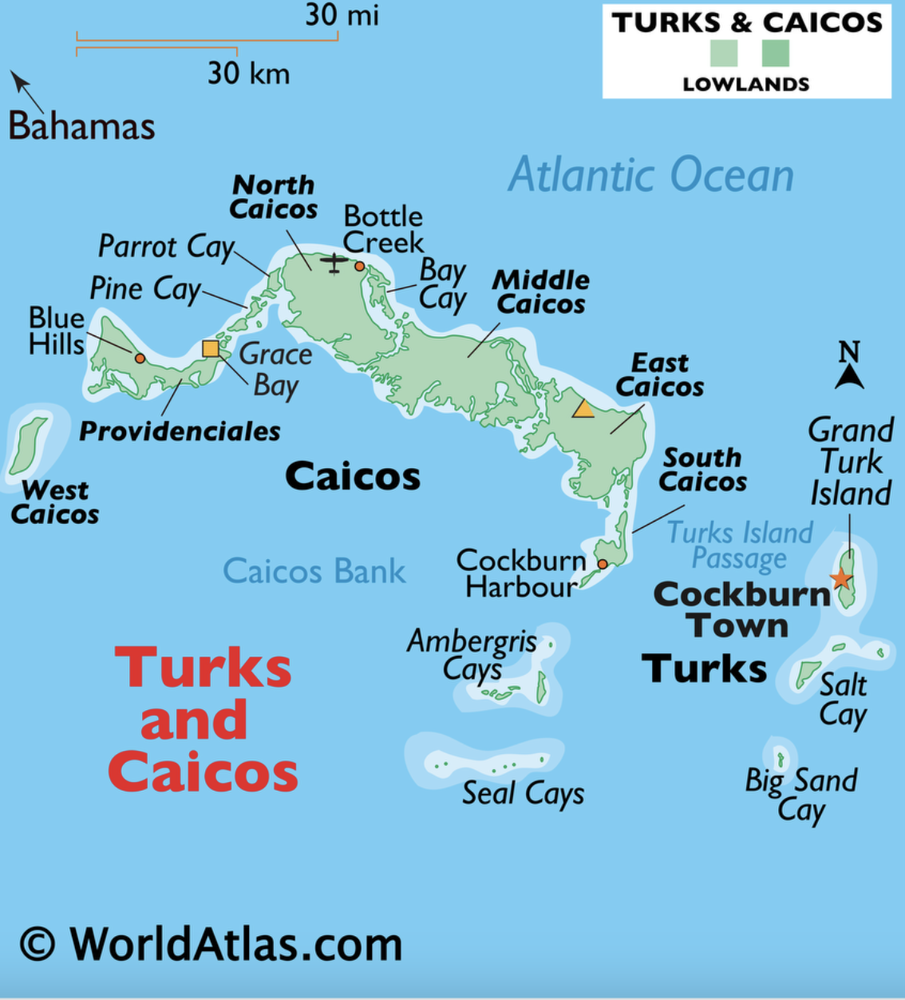 30 mi
30 km
TURKS & CAICOS
LOWLANDS
Bahamas
Atlantic Ocean
North
Caicos
Bottle
Creek
Parrot Cay
Bay
Cay
Middle
Caicos
Pine Cay
Blue
Hills
Grace
Bay
East
Caicos
N
Providenciales
Grand
Turk
Island
West
Caicos
Caicos
South
Caicos
Turks Island
Passage
Caicos Bank
Cockburn
Harbour
Cockburn
Town
Turks
Ambergris
Cays
Salt
Cay
Turks
and
Caicos
Seal Cays
Big Sand
Cay
© WorldAtlas.com